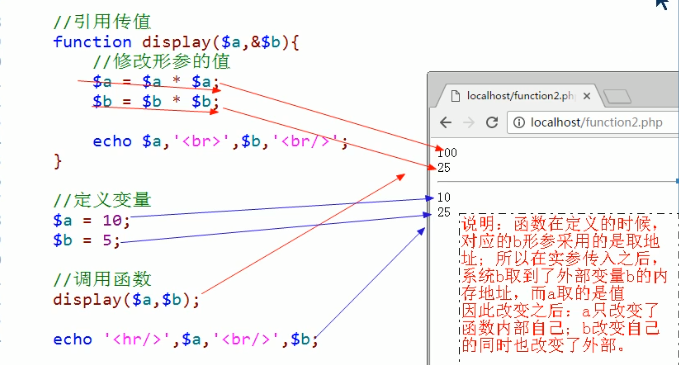 //引用传值
function display($a,&$b){
//修改形参的值
$a = $a * $a;
$b = $b * $b;
echo $a,'<br>',$b,'<br/>';
}
//定义变量
$a = 10;
$b = 5;
//调用函数
display($a,$b);
echo '<hr/>',$a,'<br/>',$b;
localhost/function2.php
localhost/function2.php
100
25
10
25
说明：函数在定义的时候，
对应的b形参采用的是取地
址；所以在实参传入之后，
系统b取到了外部变量b的内
存地址，而a取的是值
因此改变之后：a只改变了
函数内部自己；b改变自己
的同时也改变了外部。